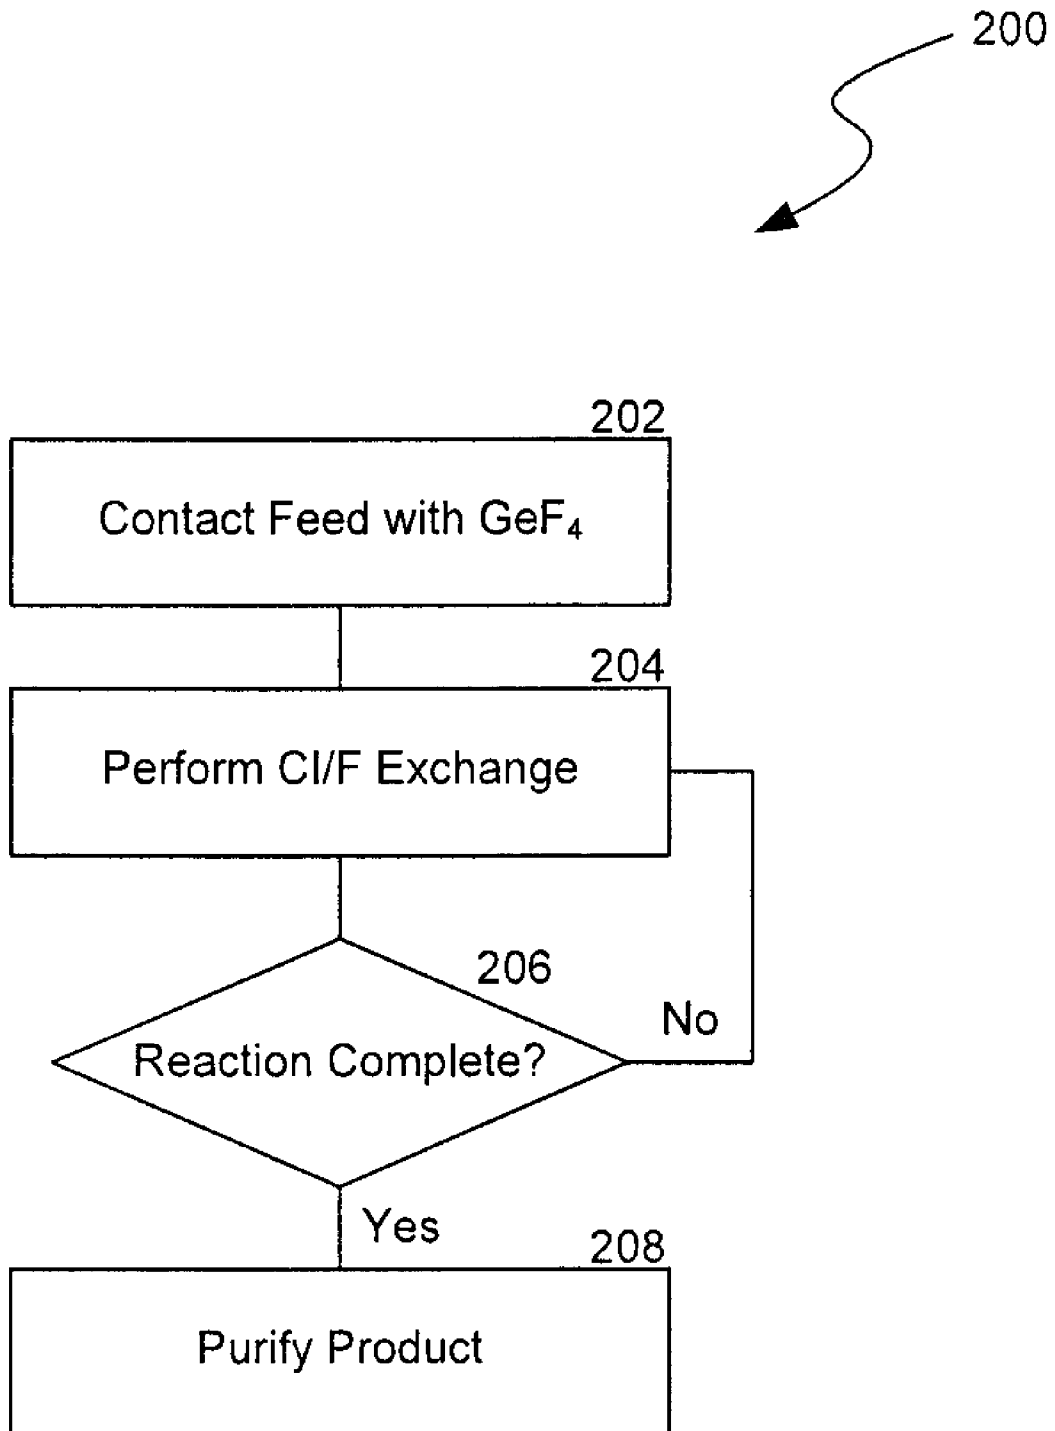 200
202
Contact Feed with GeF₄
204
Perform Cl/F Exchange
206
Reaction Complete?
No
Yes
208
Purify Product